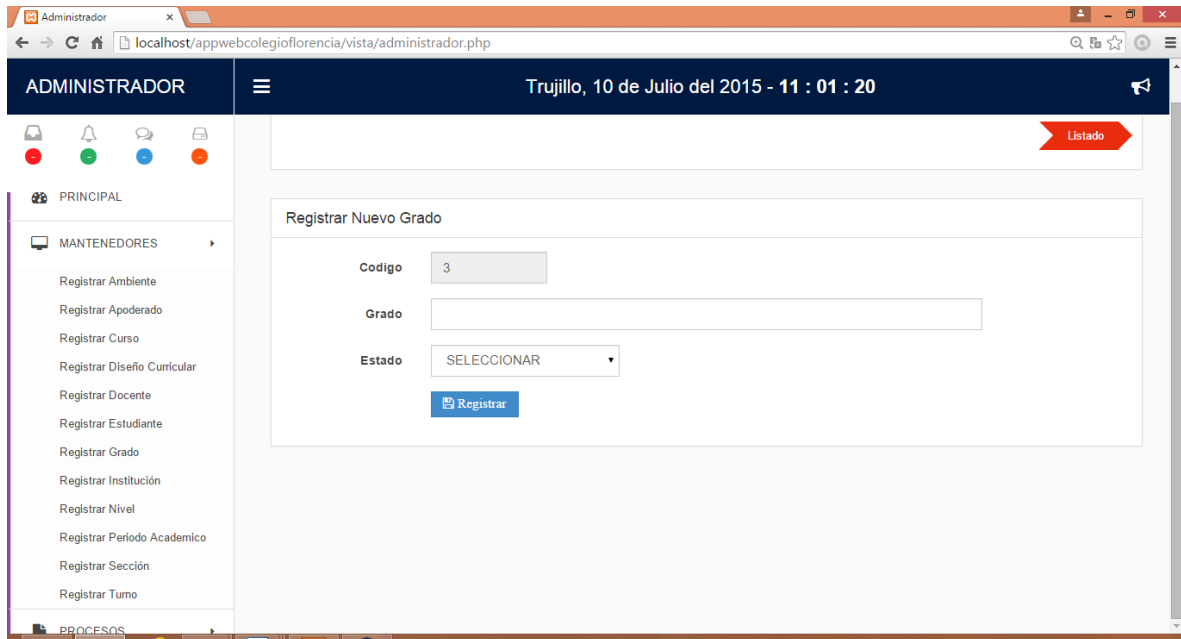 Administrador
localhost/appwebcolegioflorencia/vista/administrador.php
ADMINISTRADOR
Trujillo, 10 de Julio del 2015 - 11 : 01 : 20
Listado
PRINCIPAL
MANTENEDORES
Registrar Ambiente
Registrar Apoderado
Registrar Curso
Registrar Diseño Curricular
Registrar Docente
Registrar Estudiante
Registrar Grado
Registrar Institución
Registrar Nivel
Registrar Periodo Academico
Registrar Sección
Registrar Turno
PROCESOS
Registrar Nuevo Grado
Codigo 3
Grado
Estado SELECCIONAR
Registrar